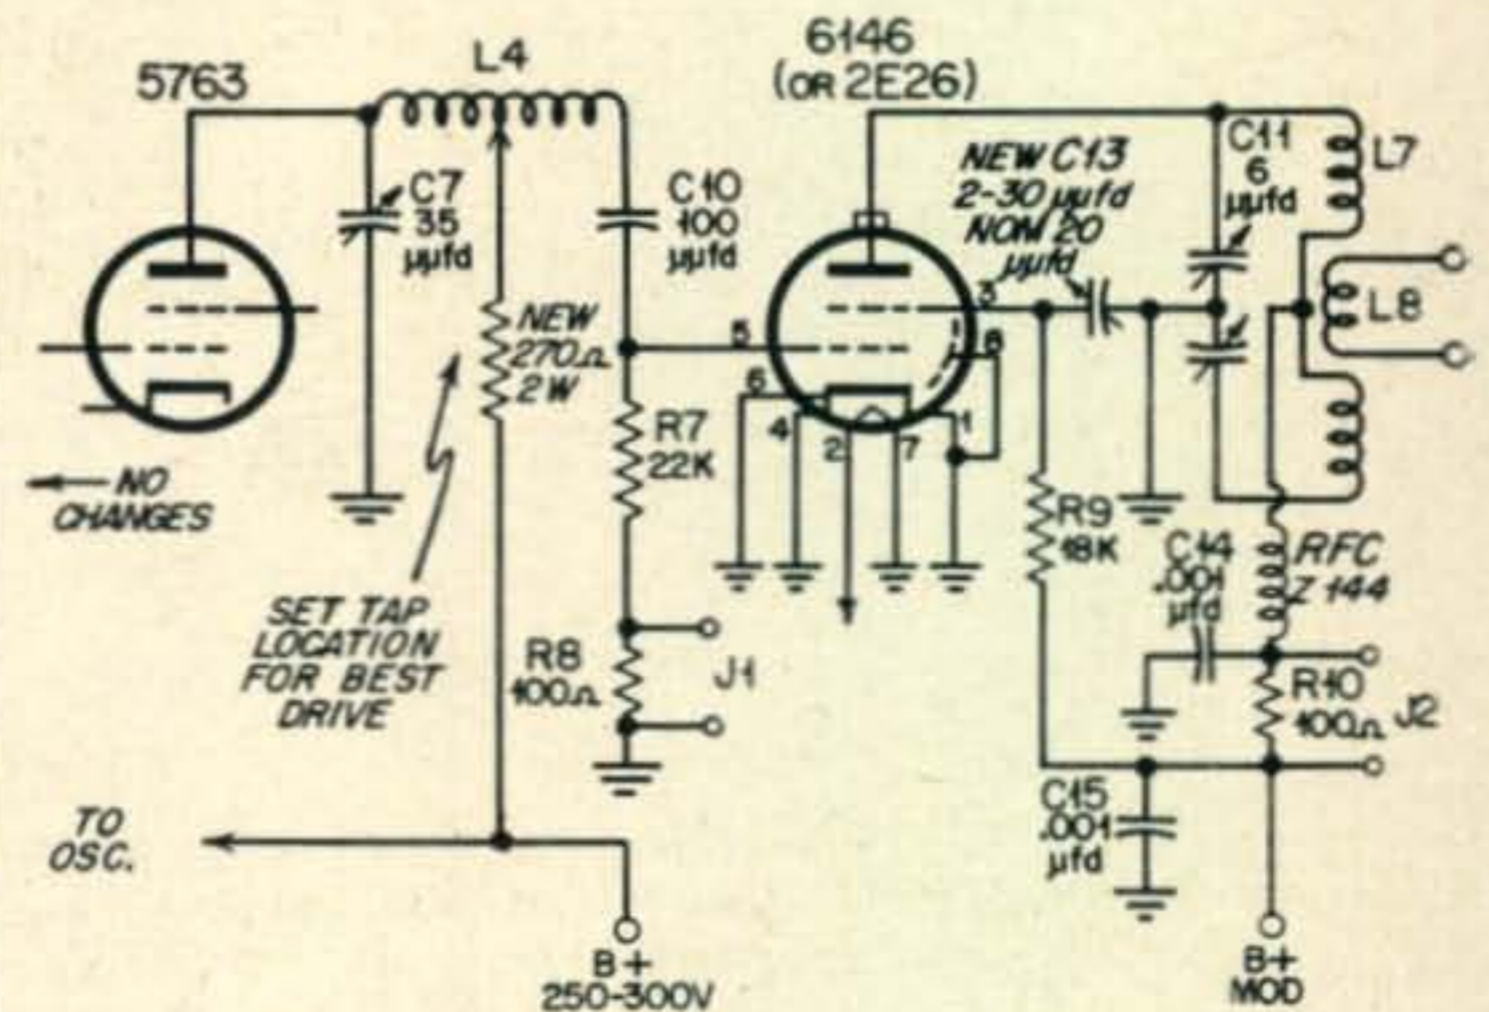 5763
L4
6146
(OR 2E26)
C7
35
µµfd
C10
100
µµfd
NEW C13
2-30 µµfd
NOM 20
µµfd
C11
6
µµfd
L7
L8
NEW
270Ω
2W
5
3
8
6
4
2
7
1
R7
22K
NO
CHANGES
SET TAP
LOCATION
FOR BEST
DRIVE
R8
100Ω
J1
R9
18K
C14
.001
µfd
RFC
Z 144
R10
100Ω
J2
C15
.001
µfd
TO
OSC.
B+
250-300V
B+
MOD